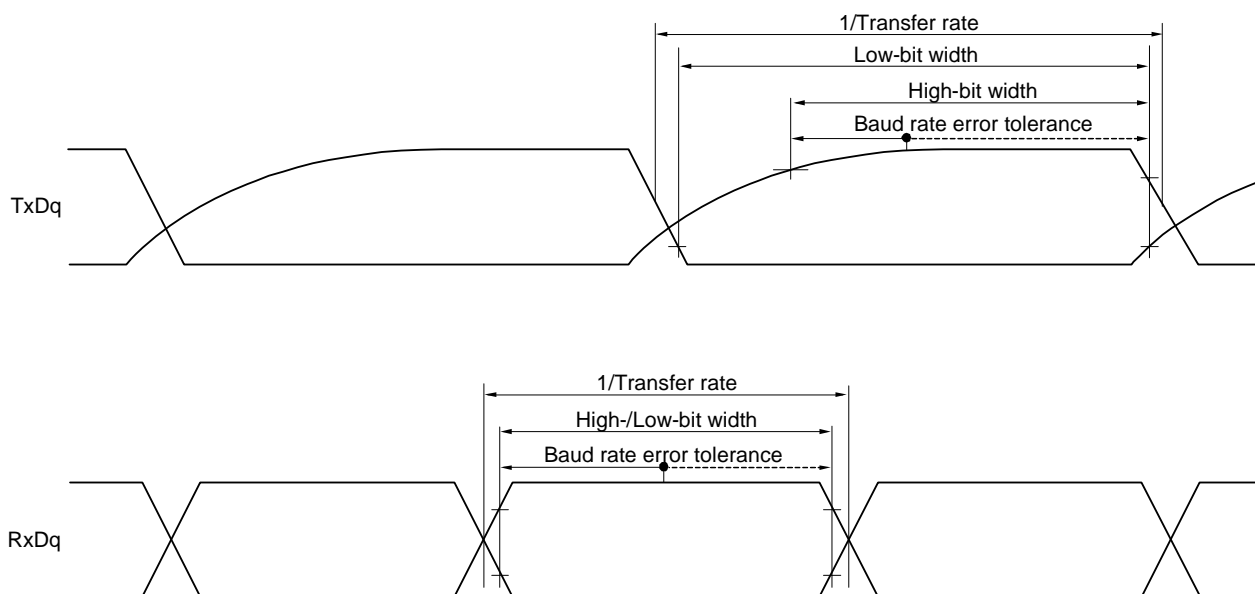 1/Transfer rate
Low-bit width
High-bit width
Baud rate error tolerance
TxDq
1/Transfer rate
High-/Low-bit width
Baud rate error tolerance
RxDq